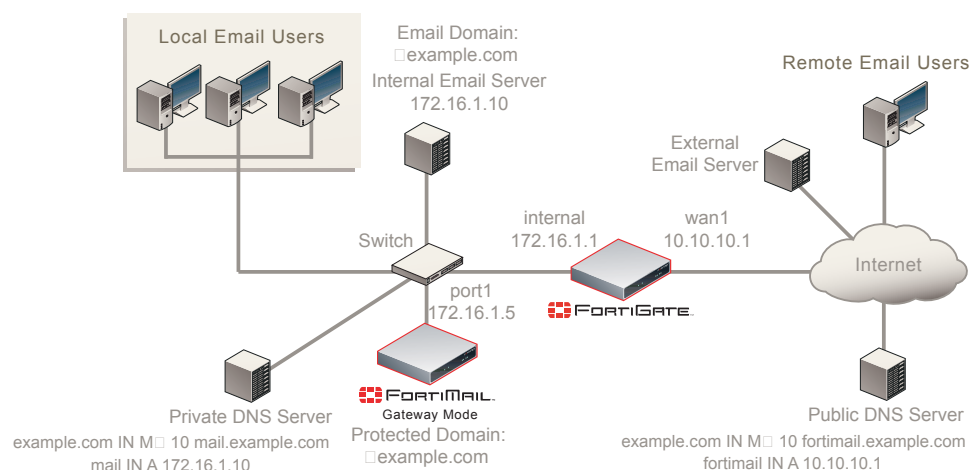 Local Email Users
Email Domain:
□example.com
Internal Email Server
172.16.1.10
Remote Email Users
External
Email Server
internal
172.16.1.1
wan1
10.10.10.1
Switch
Internet
port1
172.16.1.5
FORTIGATE
FORTIMAIL
Gateway Mode
Protected Domain:
□example.com
Private DNS Server
example.com IN M□ 10 mail.example.com
mail IN A 172.16.1.10
Public DNS Server
example.com IN M□ 10 fortimail.example.com
fortimail IN A 10.10.10.1